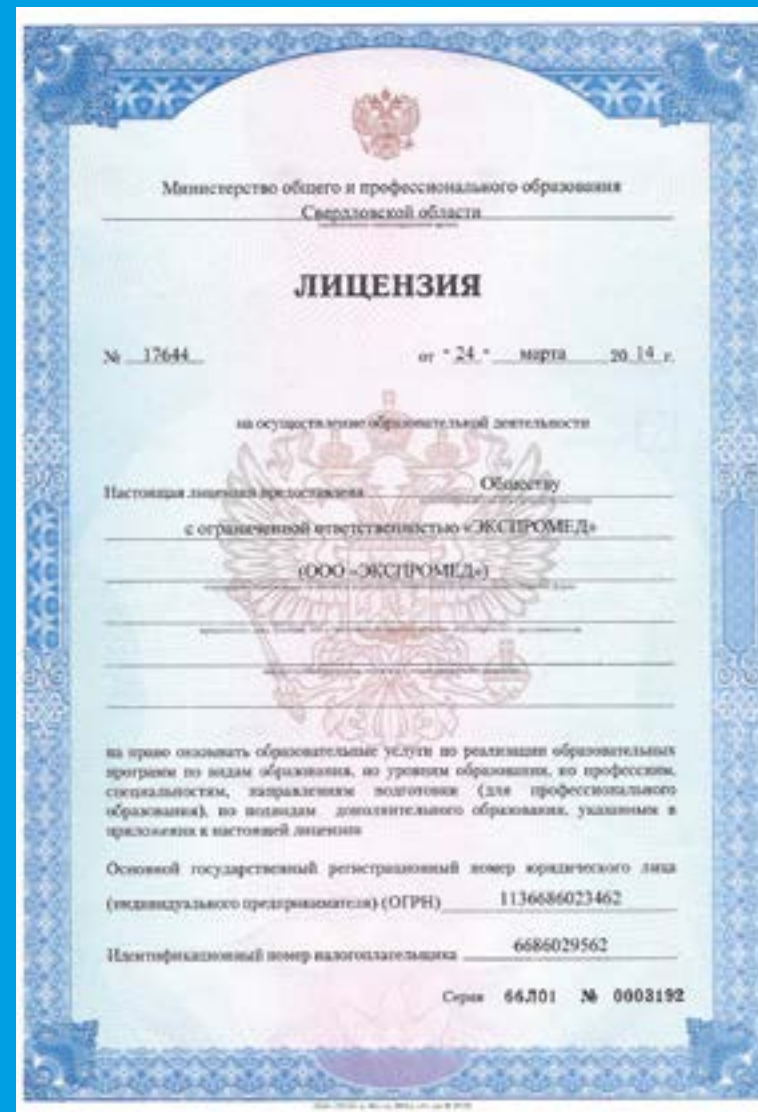 Министерство общего и профессионального образования
Свердловской области
ЛИЦЕНЗИЯ
№ 17644 от "24" марта 2014 г.
на осуществление образовательной деятельности
Настоящая лицензия предоставлена Обществу
с ограниченной ответственностью «ЭКСПРОМЕД»
(ООО «ЭКСПРОМЕД»)
на право оказывать образовательные услуги по реализации образовательных
программ по видам образования, по уровням образования, по профессиям,
специальностям, направлениям подготовки (для профессионального
образования), по подвидам дополнительного образования, указанным в
приложении к настоящей лицензии
Основной государственный регистрационный номер юридического лица
(индивидуального предпринимателя) (ОГРН) 1136686023462
Идентификационный номер налогоплательщика 6686029562
Серия 66Л01 № 0003192